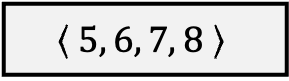 ⟨ 5, 6, 7, 8 ⟩